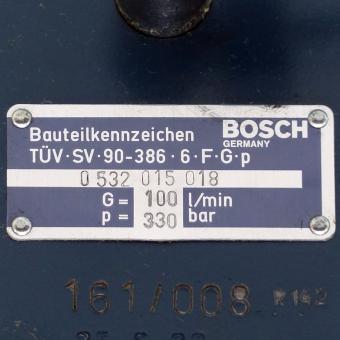 Bauteilkennzeichen BOSCH
GERMANY
TÜV·SV·90-386·6·F·G·p
0 532 015 018
G = 100 l/min
p = 330 bar
161/008